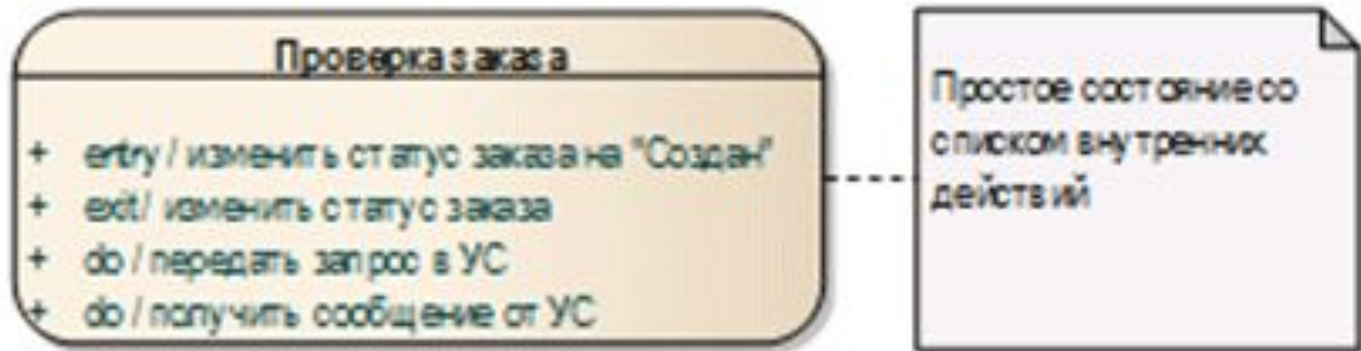 Проверка заказа
+ entry / изменить статус заказа на "Создан"
+ exit / изменить статус заказа
+ do / передать запрос в УС
+ do / получить сообщение от УС
Простое состояние со
списком внутренних
действий